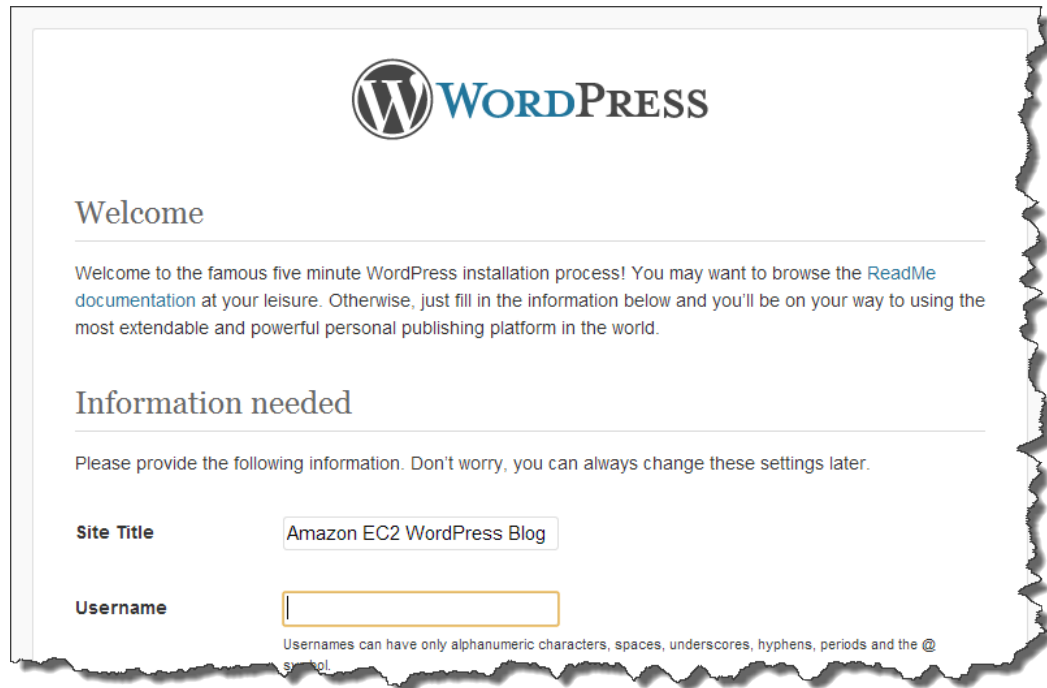 WORDPRESS
Welcome
Welcome to the famous five minute WordPress installation process! You may want to browse the ReadMe
documentation at your leisure. Otherwise, just fill in the information below and you'll be on your way to using the
most extendable and powerful personal publishing platform in the world.
Information needed
Please provide the following information. Don't worry, you can always change these settings later.
Site Title Amazon EC2 WordPress Blog
Username
Usernames can have only alphanumeric characters, spaces, underscores, hyphens, periods and the @
symbol.